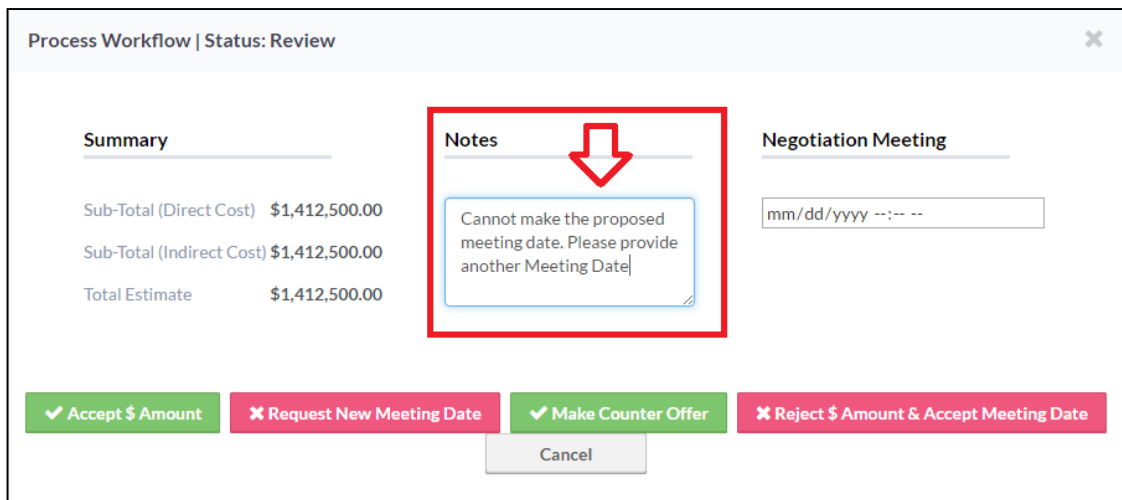 Process Workflow | Status: Review
Summary
Sub-Total (Direct Cost) $1,412,500.00
Sub-Total (Indirect Cost) $1,412,500.00
Total Estimate $1,412,500.00
Notes
Cannot make the proposed
meeting date. Please provide
another Meeting Date
Negotiation Meeting
mm/dd/yyyy --:-- --
Accept $ Amount
Request New Meeting Date
Make Counter Offer
Reject $ Amount & Accept Meeting Date
Cancel